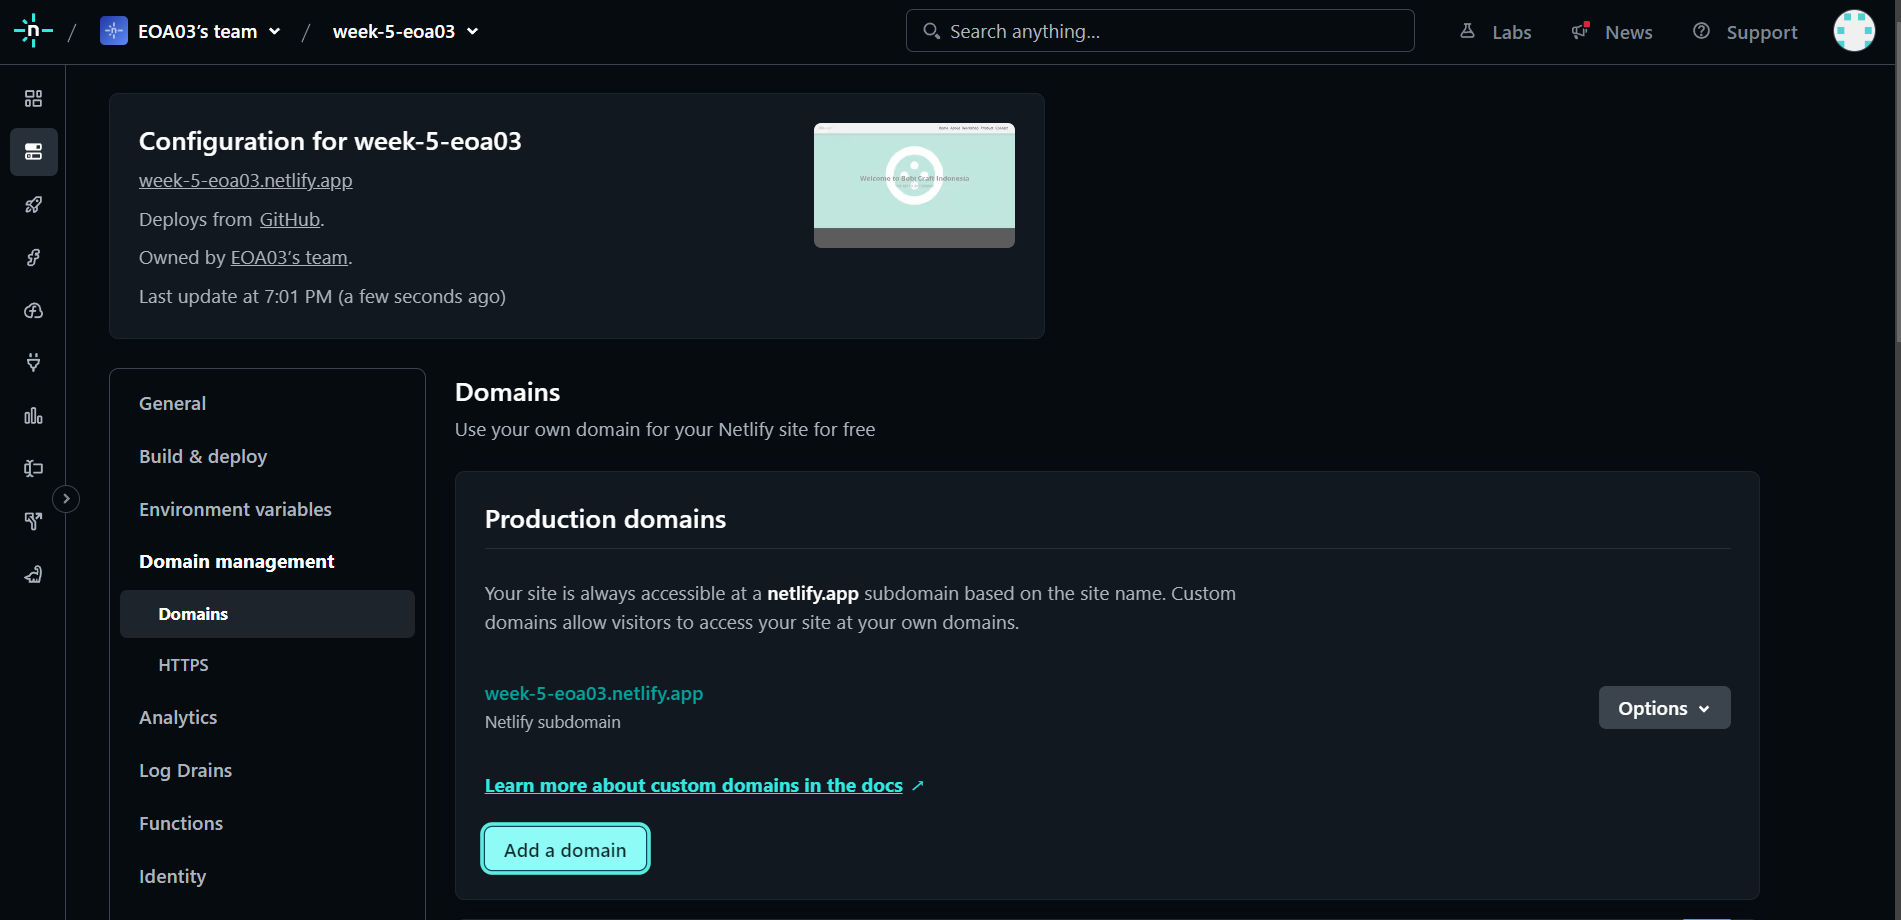 n / EOA03's team / week-5-eoa03
Search anything...
Labs
News
Support
Configuration for week-5-eoa03
week-5-eoa03.netlify.app
Deploys from GitHub.
Owned by EOA03's team.
Last update at 7:01 PM (a few seconds ago)
Home About Workshop Product Contact
Welcome to Bobi Craft Indonesia
General
Build & deploy
Environment variables
Domain management
Domains
HTTPS
Analytics
Log Drains
Functions
Identity
Domains
Use your own domain for your Netlify site for free
Production domains
Your site is always accessible at a netlify.app subdomain based on the site name. Custom
domains allow visitors to access your site at your own domains.
week-5-eoa03.netlify.app
Netlify subdomain
Options
Learn more about custom domains in the docs ↗
Add a domain